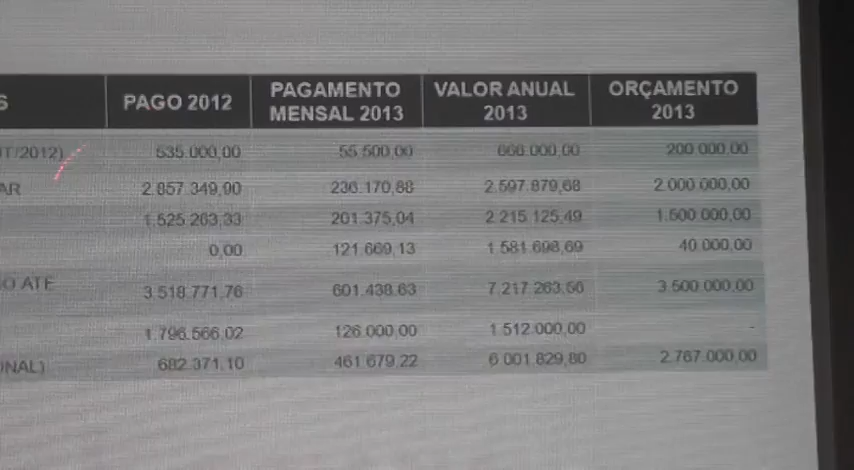 S PAGO 2012 PAGAMENTO MENSAL 2013 VALOR ANUAL 2013 ORÇAMENTO 2013
IT/2012) 535.000,00 55.500,00 666.000,00 200.000,00
AR 2.857.349,90 236.170,88 2.597.879,68 2.000.000,00
1.525.263,33 201.375,04 2.215.125,49 1.500.000,00
0,00 121.669,13 1.581.698,69 40.000,00
O ATÉ 3.518.771,76 601.438,63 7.217.263,56 3.500.000,00
1.796.566,02 126.000,00 1.512.000,00 -
ONAL) 682.371,10 461.679,22 6.001.829,80 2.767.000,00